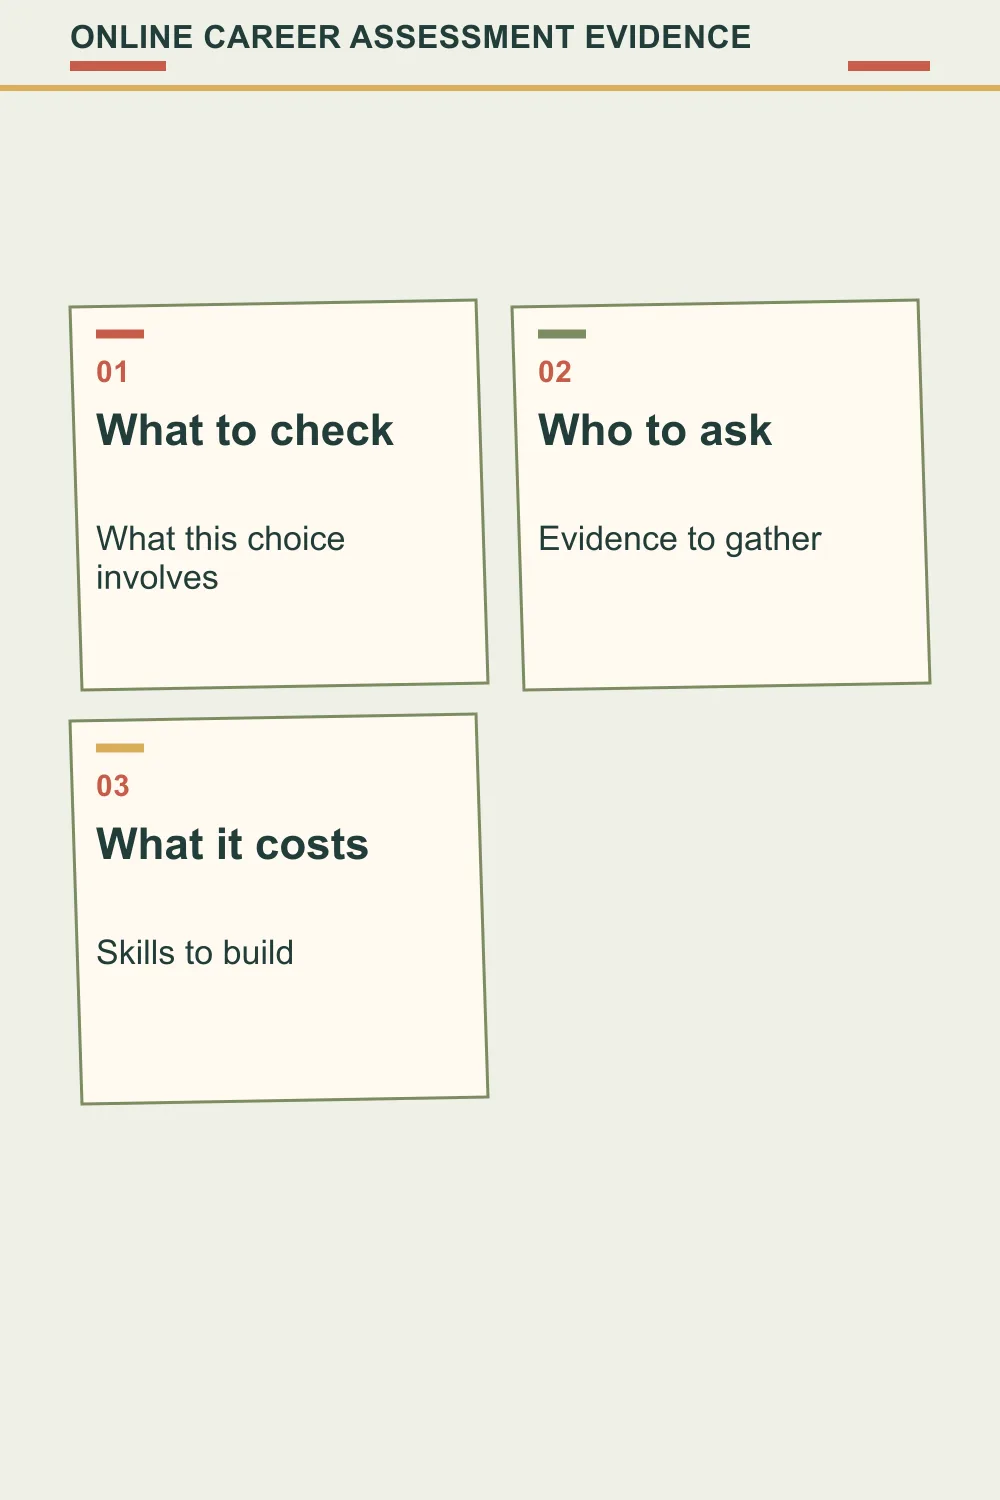 ONLINE CAREER ASSESSMENT EVIDENCE
01
What to check
What this choice
involves
02
Who to ask
Evidence to gather
03
What it costs
Skills to build